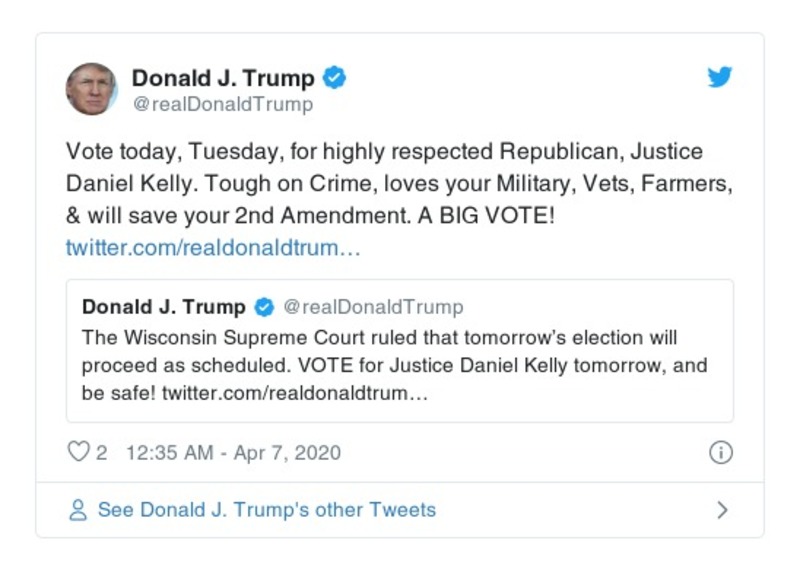 Donald J. Trump
@realDonaldTrump
Vote today, Tuesday, for highly respected Republican, Justice
Daniel Kelly. Tough on Crime, loves your Military, Vets, Farmers,
& will save your 2nd Amendment. A BIG VOTE!
twitter.com/realdonaldtrum…
Donald J. Trump @realDonaldTrump
The Wisconsin Supreme Court ruled that tomorrow's election will
proceed as scheduled. VOTE for Justice Daniel Kelly tomorrow, and
be safe! twitter.com/realdonaldtrum…
2 12:35 AM - Apr 7, 2020
See Donald J. Trump's other Tweets